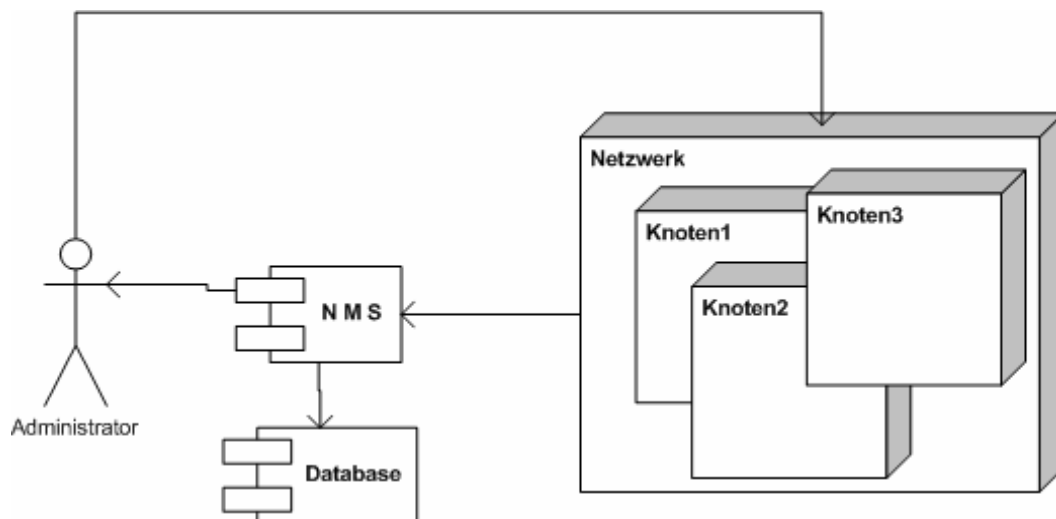 Netzwerk
Knoten1
Knoten3
Knoten2
N M S
Administrator
Database